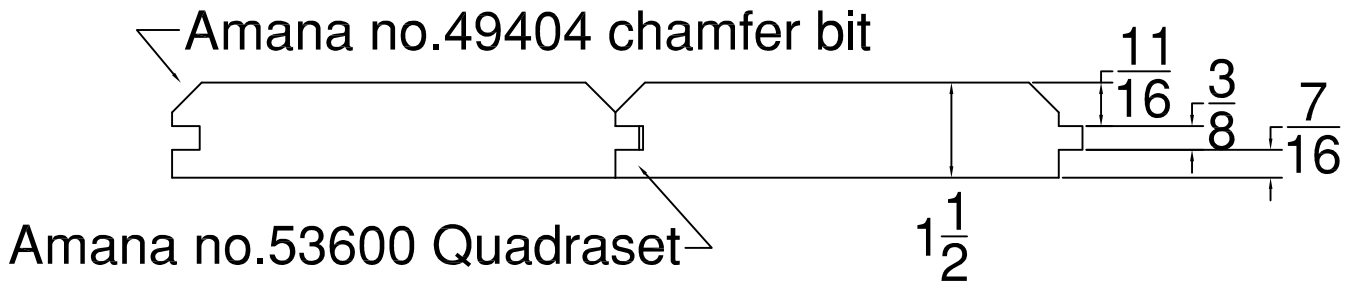 Amana no.49404 chamfer bit
11/16
3/8
7/16
Amana no.53600 Quadraset
1 1/2